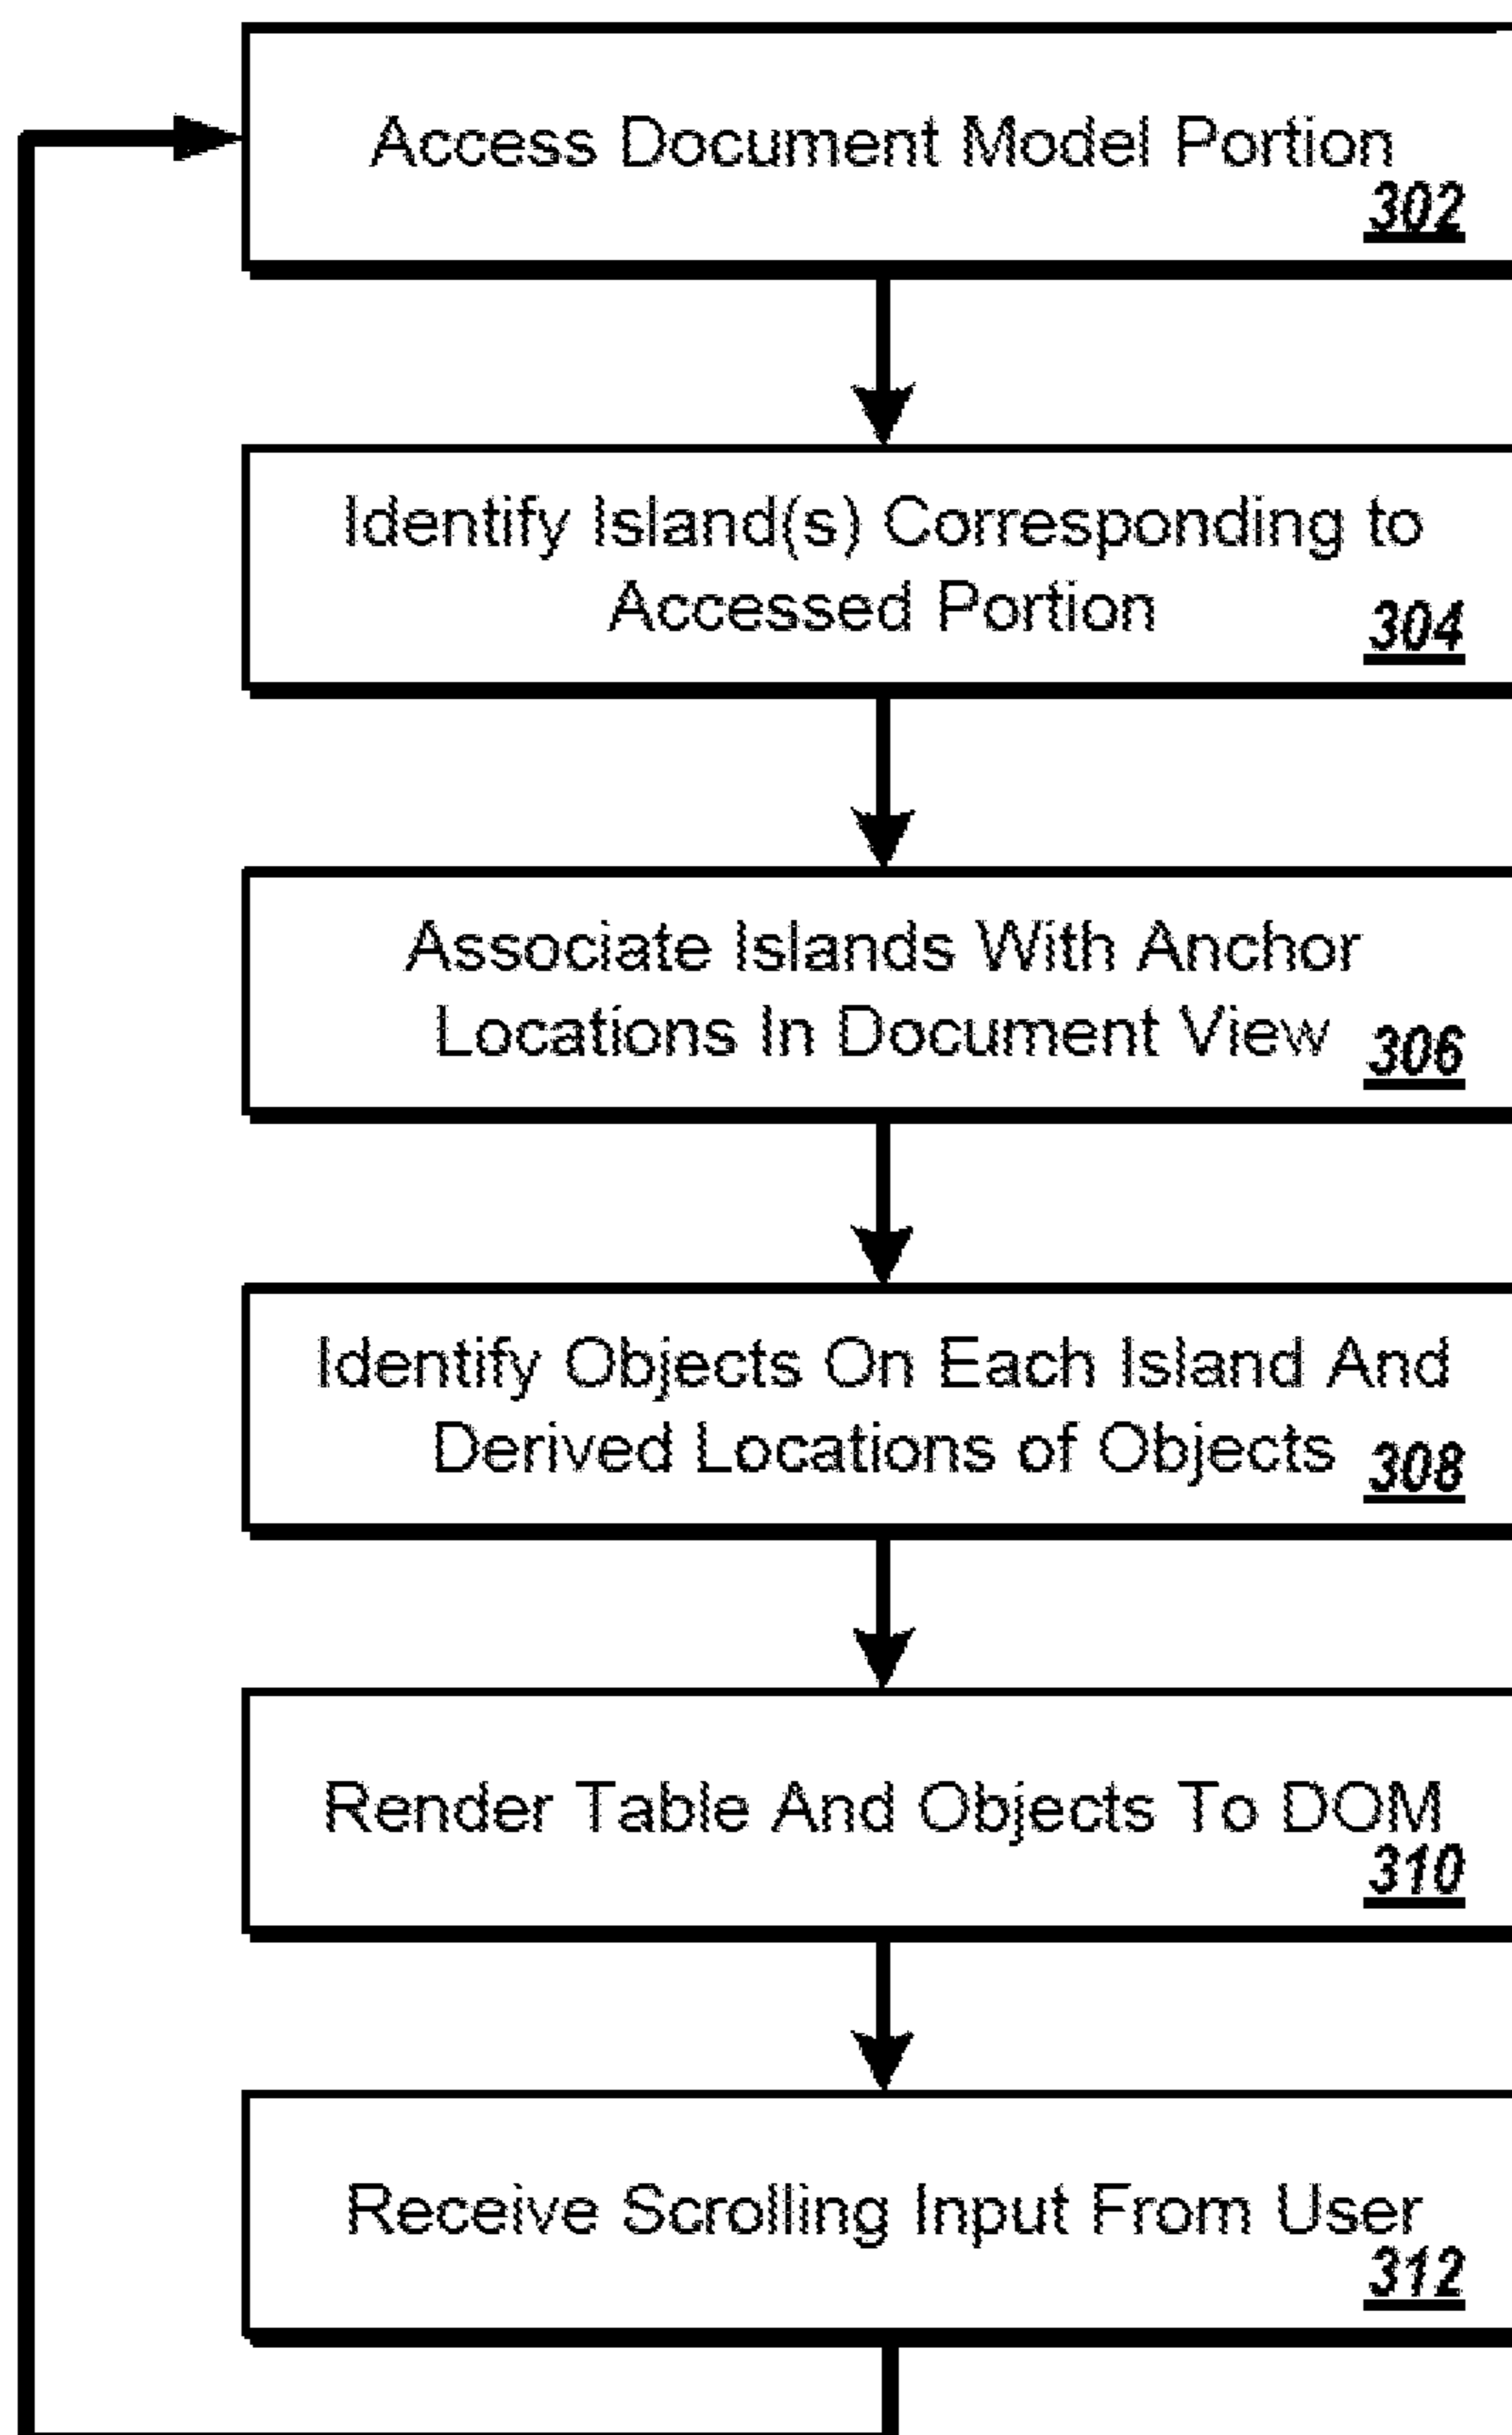 Access Document Model Portion
302
Identify Island(s) Corresponding to
Accessed Portion
304
Associate Islands With Anchor
Locations In Document View
306
Identify Objects On Each Island And
Derived Locations of Objects
308
Render Table And Objects To DOM
310
Receive Scrolling Input From User
312